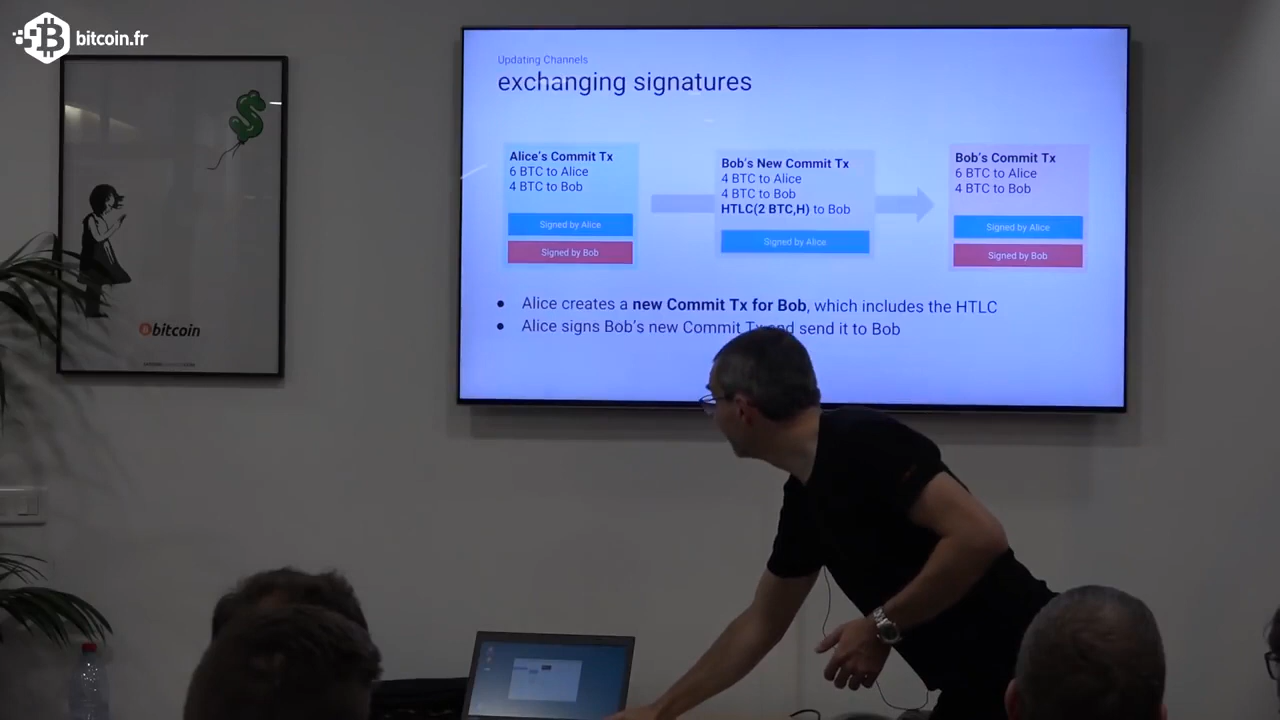 bitcoin.fr
bitcoin
Updating Channels
exchanging signatures
Alice's Commit Tx
6 BTC to Alice
4 BTC to Bob
Signed by Alice
Signed by Bob
Bob's New Commit Tx
4 BTC to Alice
4 BTC to Bob
HTLC(2 BTC,H) to Bob
Signed by Alice
Bob's Commit Tx
6 BTC to Alice
4 BTC to Bob
Signed by Alice
Signed by Bob
• Alice creates a new Commit Tx for Bob, which includes the HTLC
• Alice signs Bob's new Commit Tx and send it to Bob